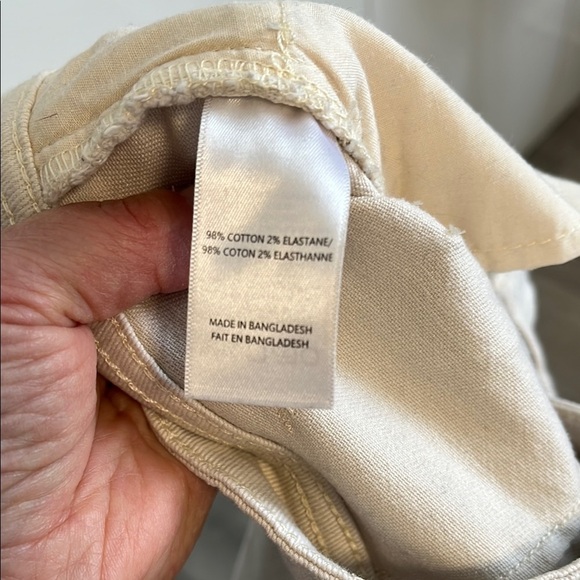 98% COTTON 2% ELASTANE/
98% COTON 2% ELASTHANNE
MADE IN BANGLADESH
FAIT EN BANGLADESH